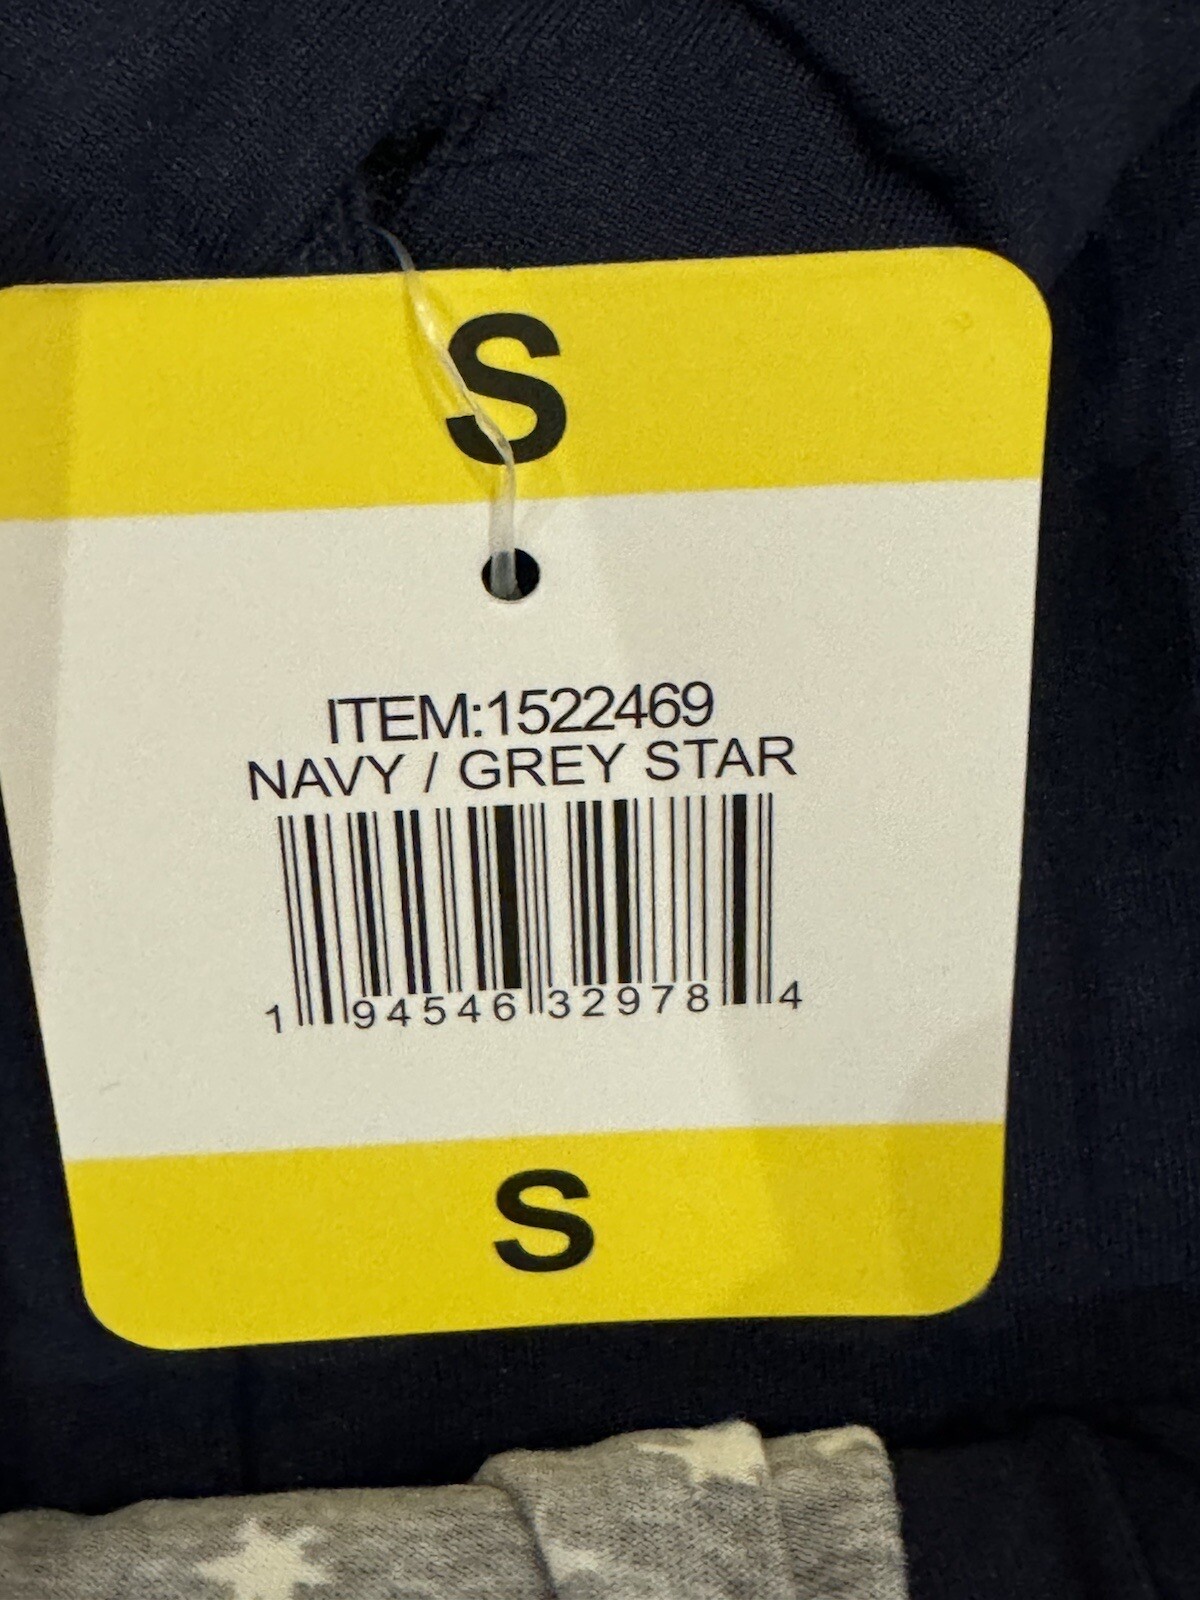 S
ITEM:1522469
NAVY / GREY STAR
1 94546 32978 4
S